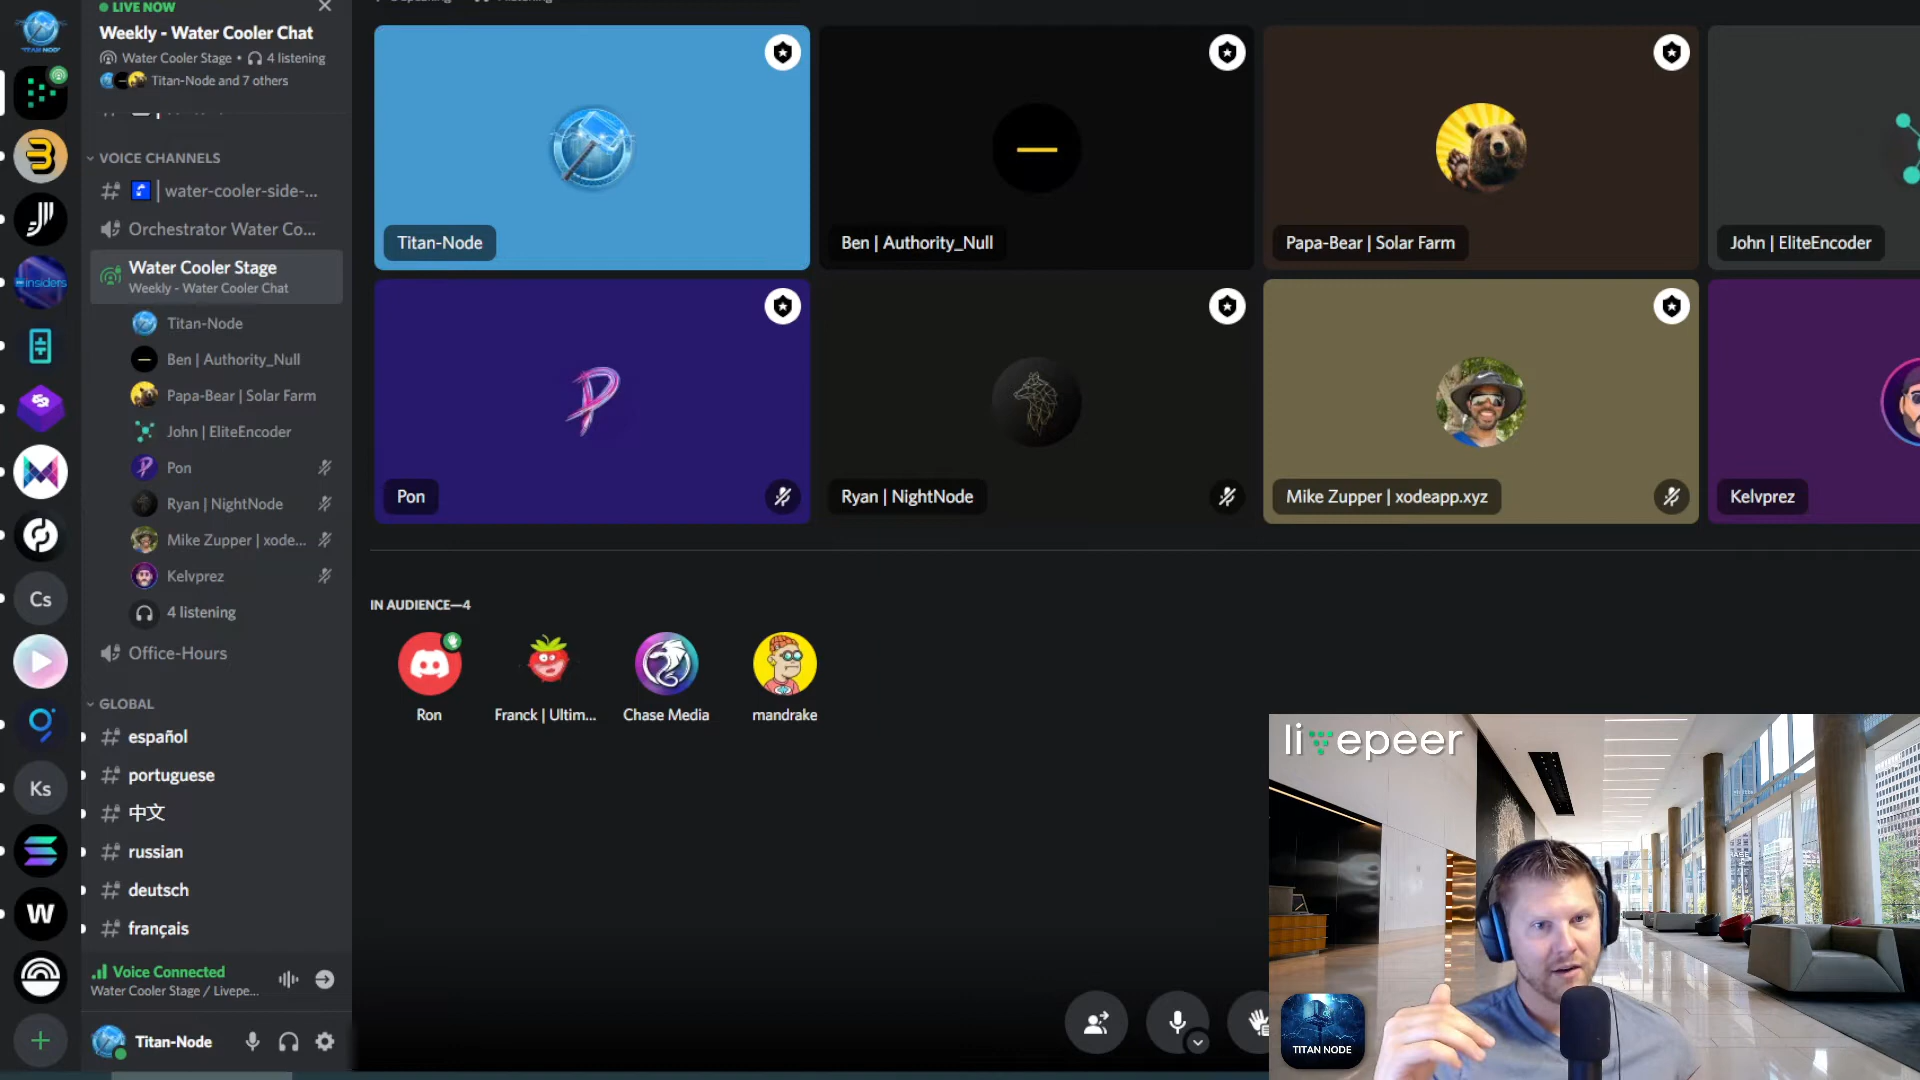 LIVE NOW
Weekly - Water Cooler Chat
Water Cooler Stage • 4 listening
Titan-Node and 7 others
VOICE CHANNELS
| water-cooler-side-...
Orchestrator Water Co...
Water Cooler Stage
Weekly - Water Cooler Chat
Titan-Node
Ben | Authority_Null
Papa-Bear | Solar Farm
John | EliteEncoder
Pon
Ryan | NightNode
Mike Zupper | xode...
Kelvprez
4 listening
Office-Hours
GLOBAL
español
portuguese
中文
russian
deutsch
français
Voice Connected
Water Cooler Stage / Livepe...
Titan-Node
insiders
Cs
Ks
W
Titan-Node
Ben | Authority_Null
Papa-Bear | Solar Farm
John | EliteEncoder
Pon
Ryan | NightNode
Mike Zupper | xodeapp.xyz
Kelvprez
IN AUDIENCE—4
Ron
Franck | Ultim...
Chase Media
mandrake
livepeer
TITAN NODE